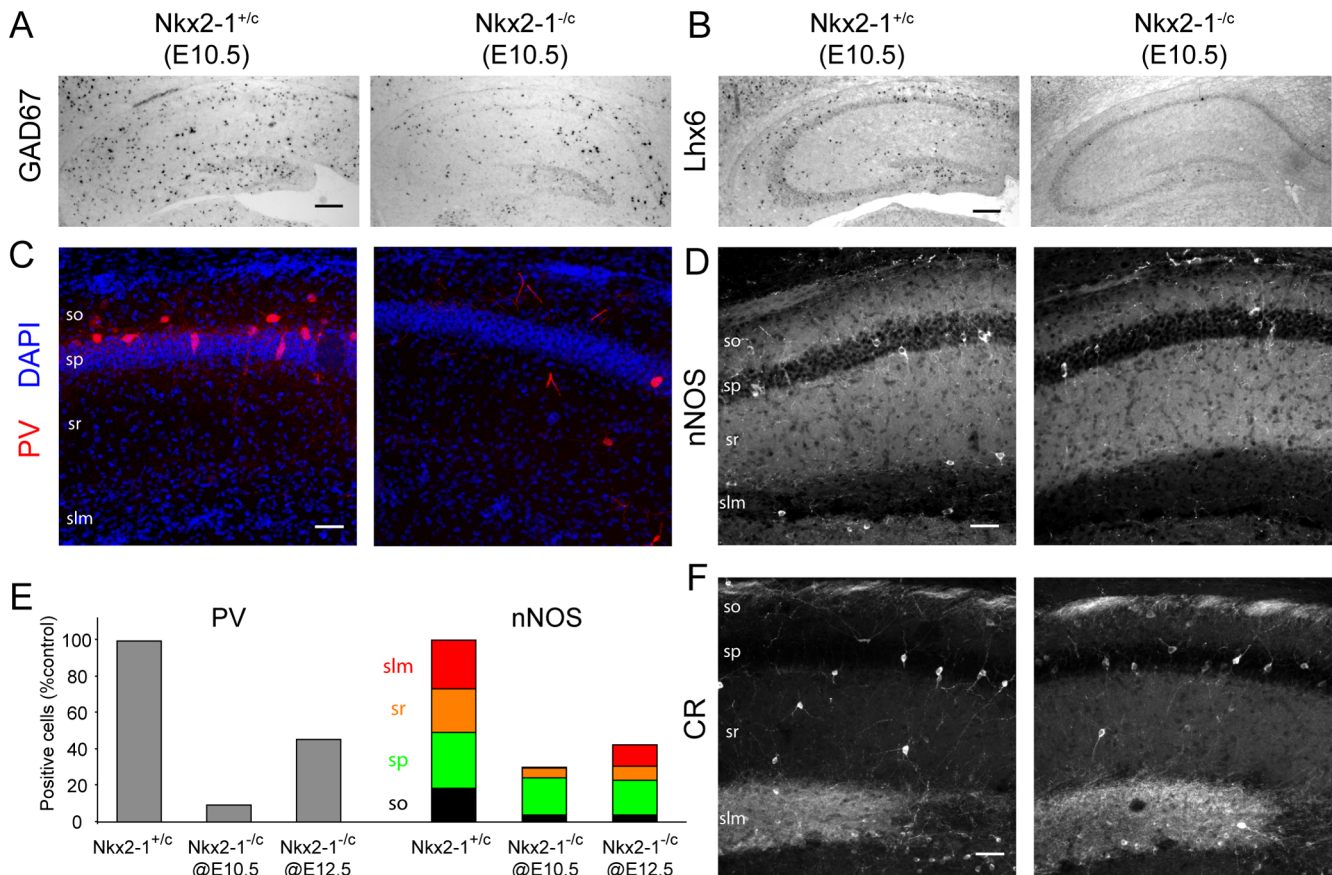 A
Nkx2-1+/c
(E10.5)
Nkx2-1-/c
(E10.5)
GAD67
B
Nkx2-1+/c
(E10.5)
Nkx2-1-/c
(E10.5)
Lhx6
C
PV DAPI
so
sp
sr
slm
D
nNOS
so
sp
sr
slm
E
PV
nNOS
Positive cells (%control)
100
80
60
40
20
0
slm
sr
sp
so
Nkx2-1+/c
Nkx2-1-/c
@E10.5
Nkx2-1-/c
@E12.5
Nkx2-1+/c
Nkx2-1-/c
@E10.5
Nkx2-1-/c
@E12.5
F
CR
so
sp
sr
slm